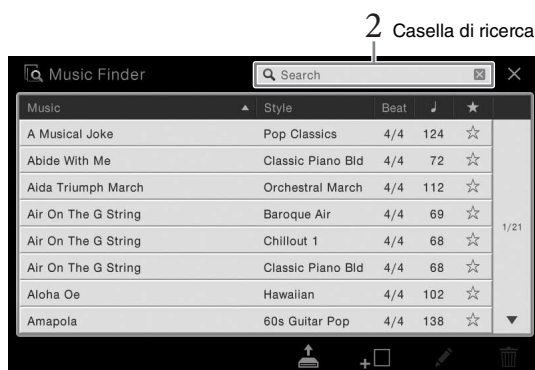 2 Casella di ricerca
Music Finder Search
Music Style Beat
A Musical Joke Pop Classics 4/4 124
Abide With Me Classic Piano Bld 4/4 72
Aida Triumph March Orchestral March 4/4 112
Air On The G String Baroque Air 4/4 69
Air On The G String Chillout 1 4/4 68
Air On The G String Classic Piano Bld 4/4 68
Aloha Oe Hawaiian 4/4 102
Amapola 60s Guitar Pop 4/4 138
1/21